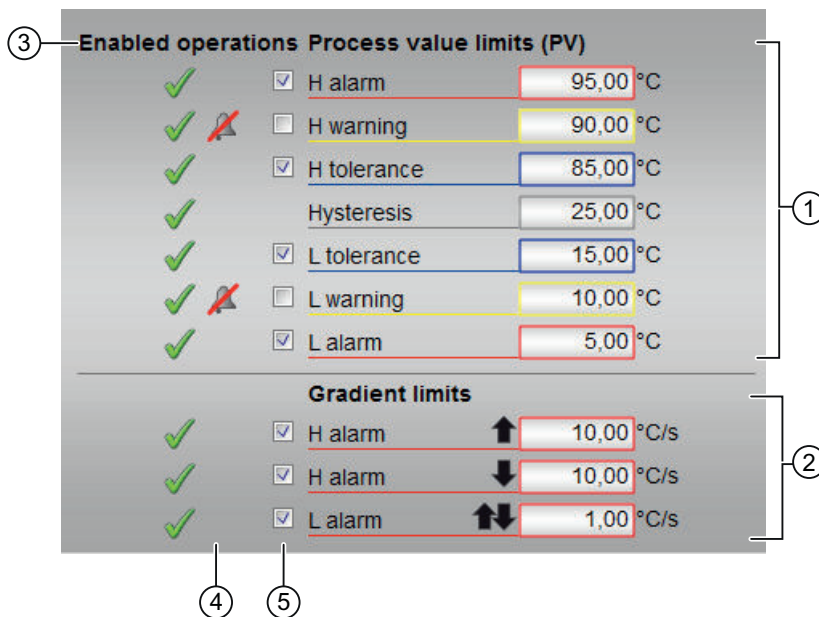 3 Enabled operations Process value limits (PV)
H alarm 95,00 °C
H warning 90,00 °C
H tolerance 85,00 °C
Hysteresis 25,00 °C
1
L tolerance 15,00 °C
L warning 10,00 °C
L alarm 5,00 °C
Gradient limits
H alarm 10,00 °C/s
2
H alarm 10,00 °C/s
L alarm 1,00 °C/s
4 5